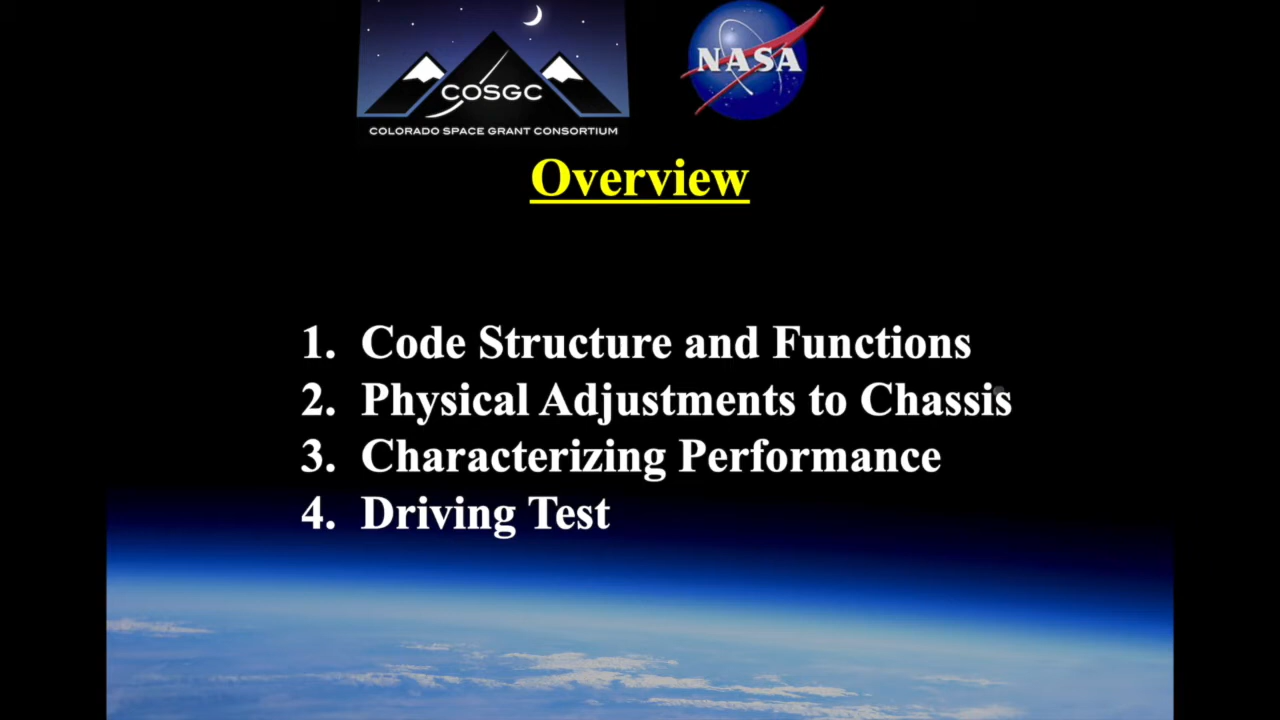 COSGC
COLORADO SPACE GRANT CONSORTIUM
NASA
Overview
1. Code Structure and Functions
2. Physical Adjustments to Chassis
3. Characterizing Performance
4. Driving Test